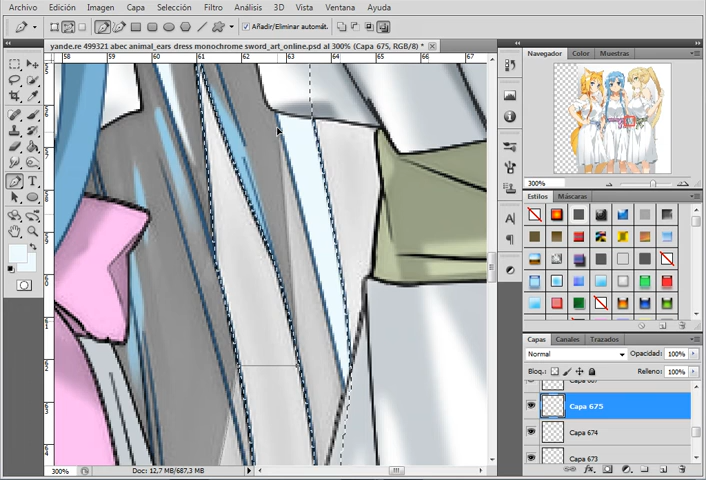 Archivo Edición Imagen Capa Selección Filtro Análisis 3D Vista Ventana Ayuda
Añadir/Eliminar automát.
yande.re 499321 abec animal_ears dress monochrome sword_art_online.psd al 300% (Capa 675, RGB/8) *
58 59 60 61 62 63 64 65 66 67
Navegador Color Muestras
300%
Estilos Máscaras
Capas Canales Trazados
Normal Opacidad: 100%
Bloq.: Relleno: 100%
Capa 675
Capa 674
Capa 673
300% Doc: 12,7 MB/687,3 MB